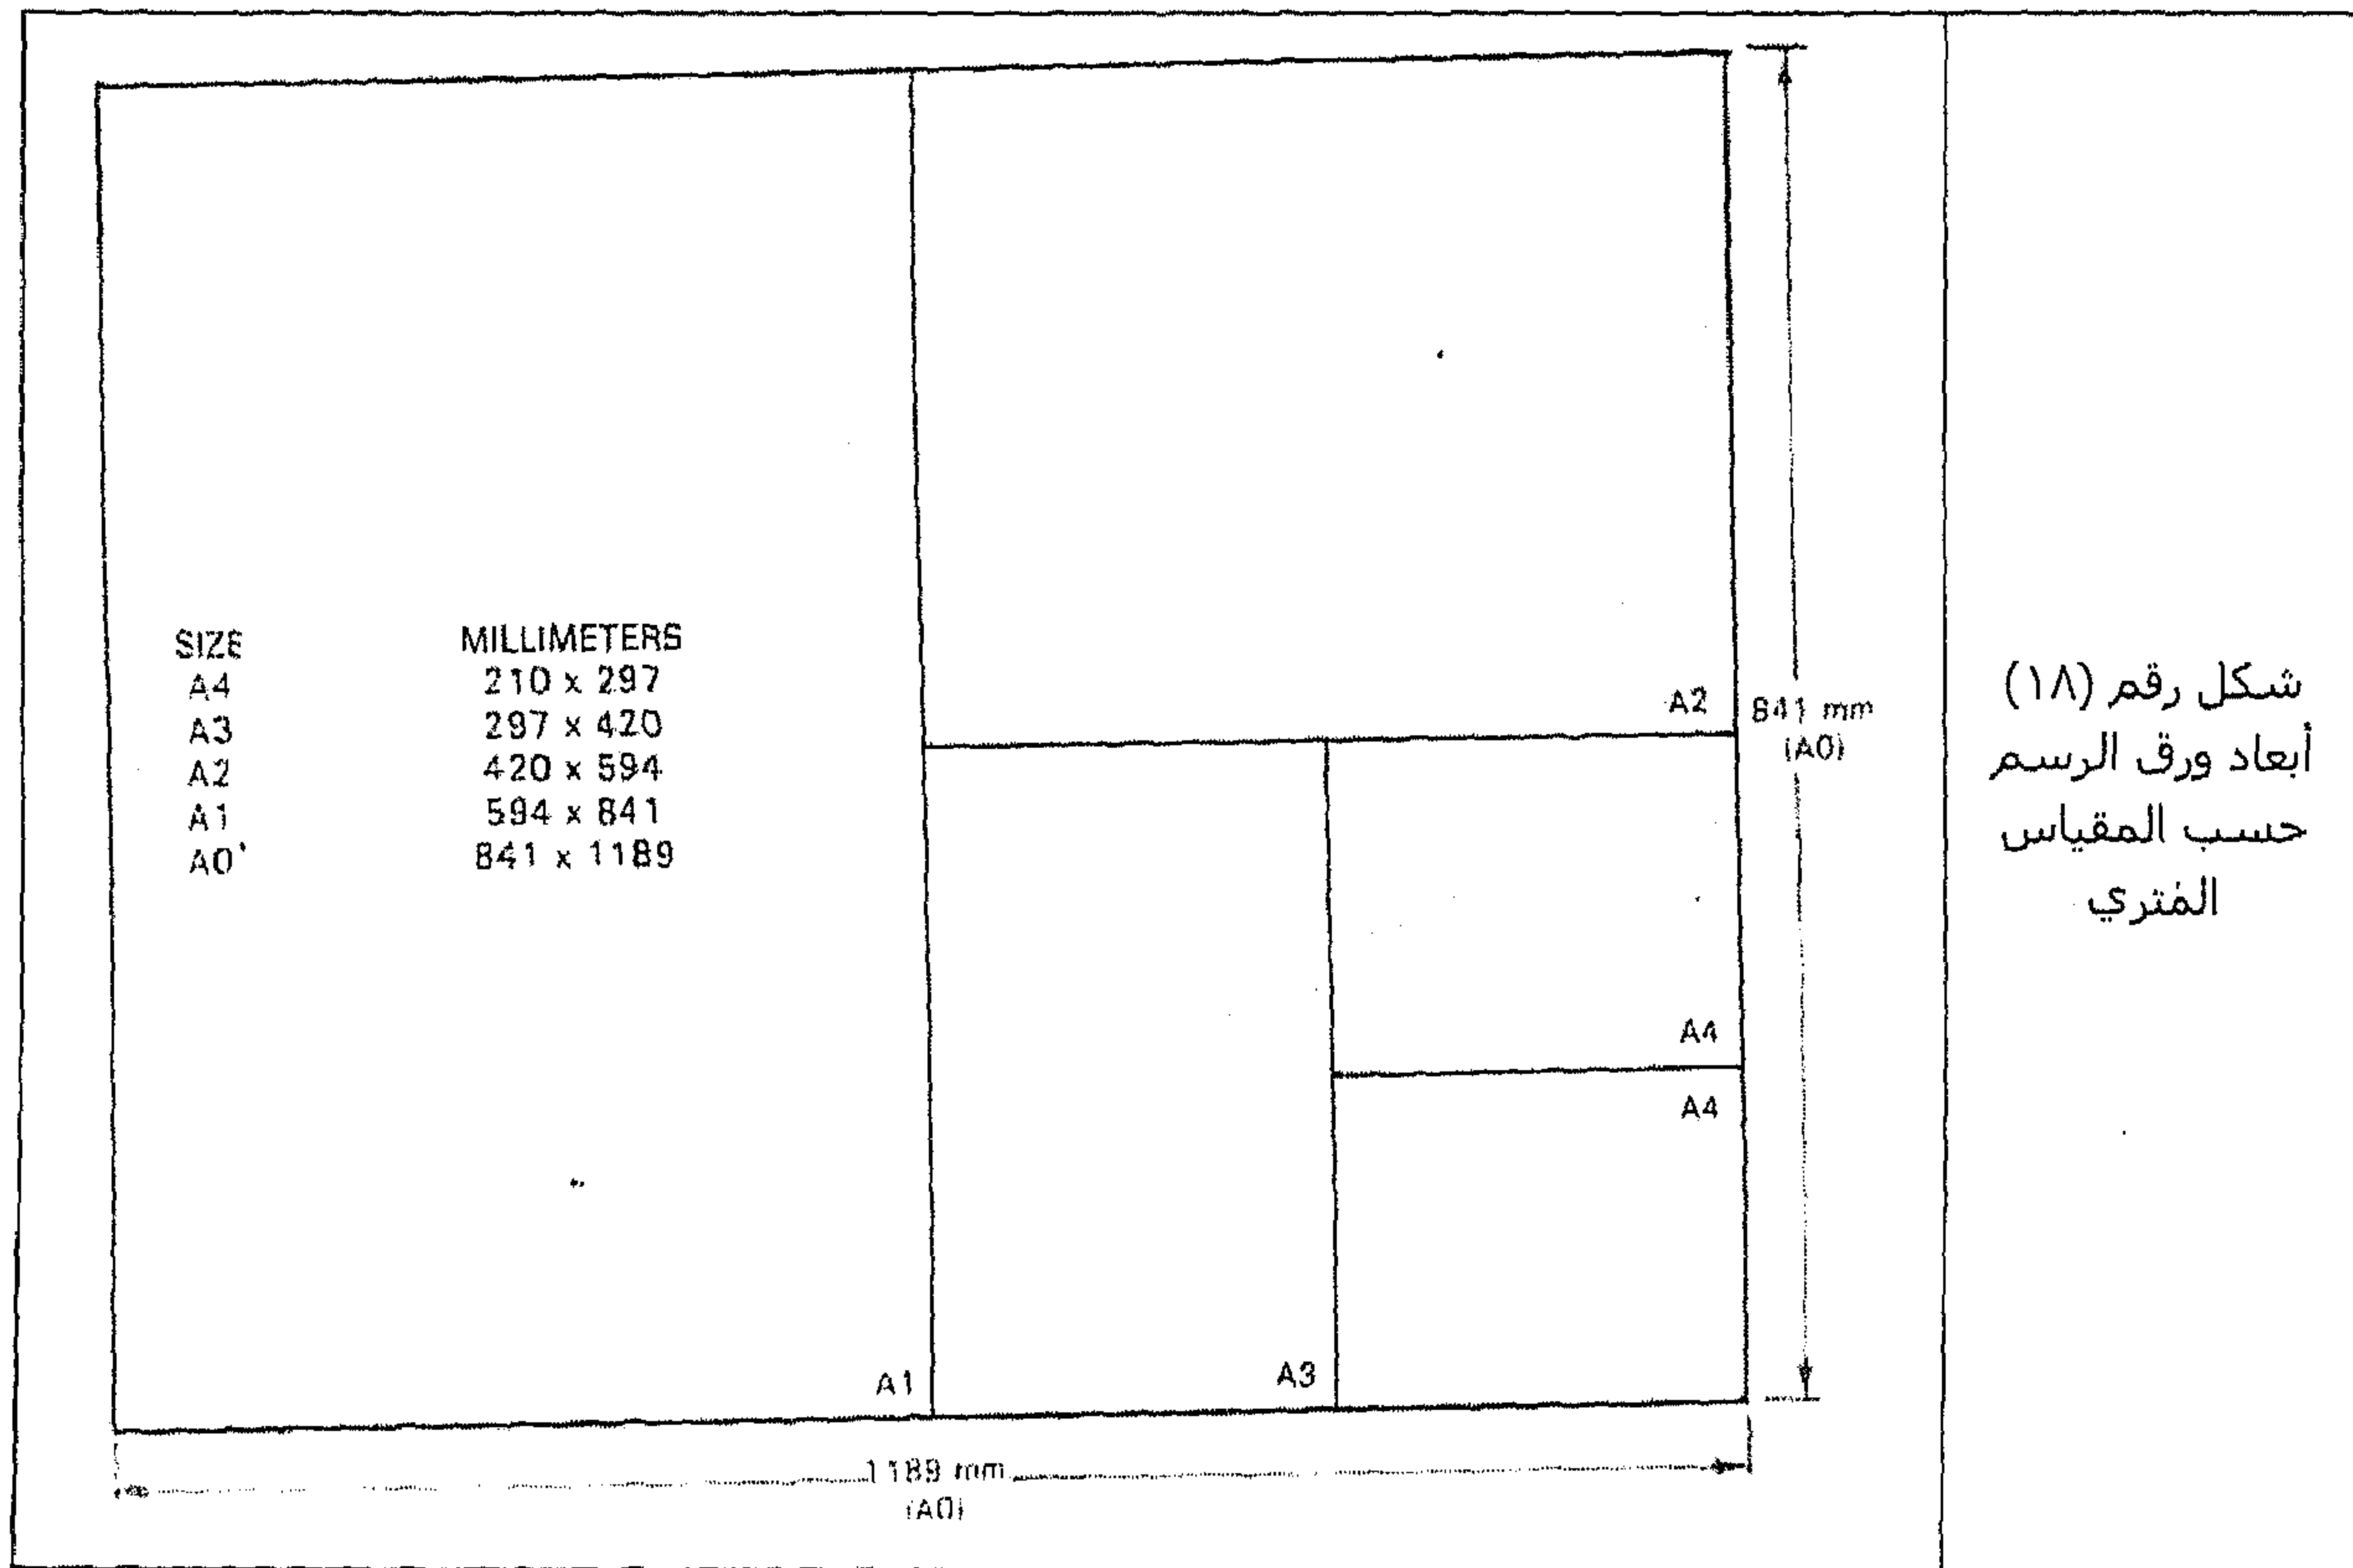 SIZE MILLIMETERS
A4 210 x 297
A3 297 x 420
A2 420 x 594
A1 594 x 841
A0 841 x 1189
A2
841 mm
(A0)
A4
A4
A1
A3
1189 mm
(A0)
شكل رقم (١٨)
أبعاد ورق الرسم
حسب المقياس
المتري